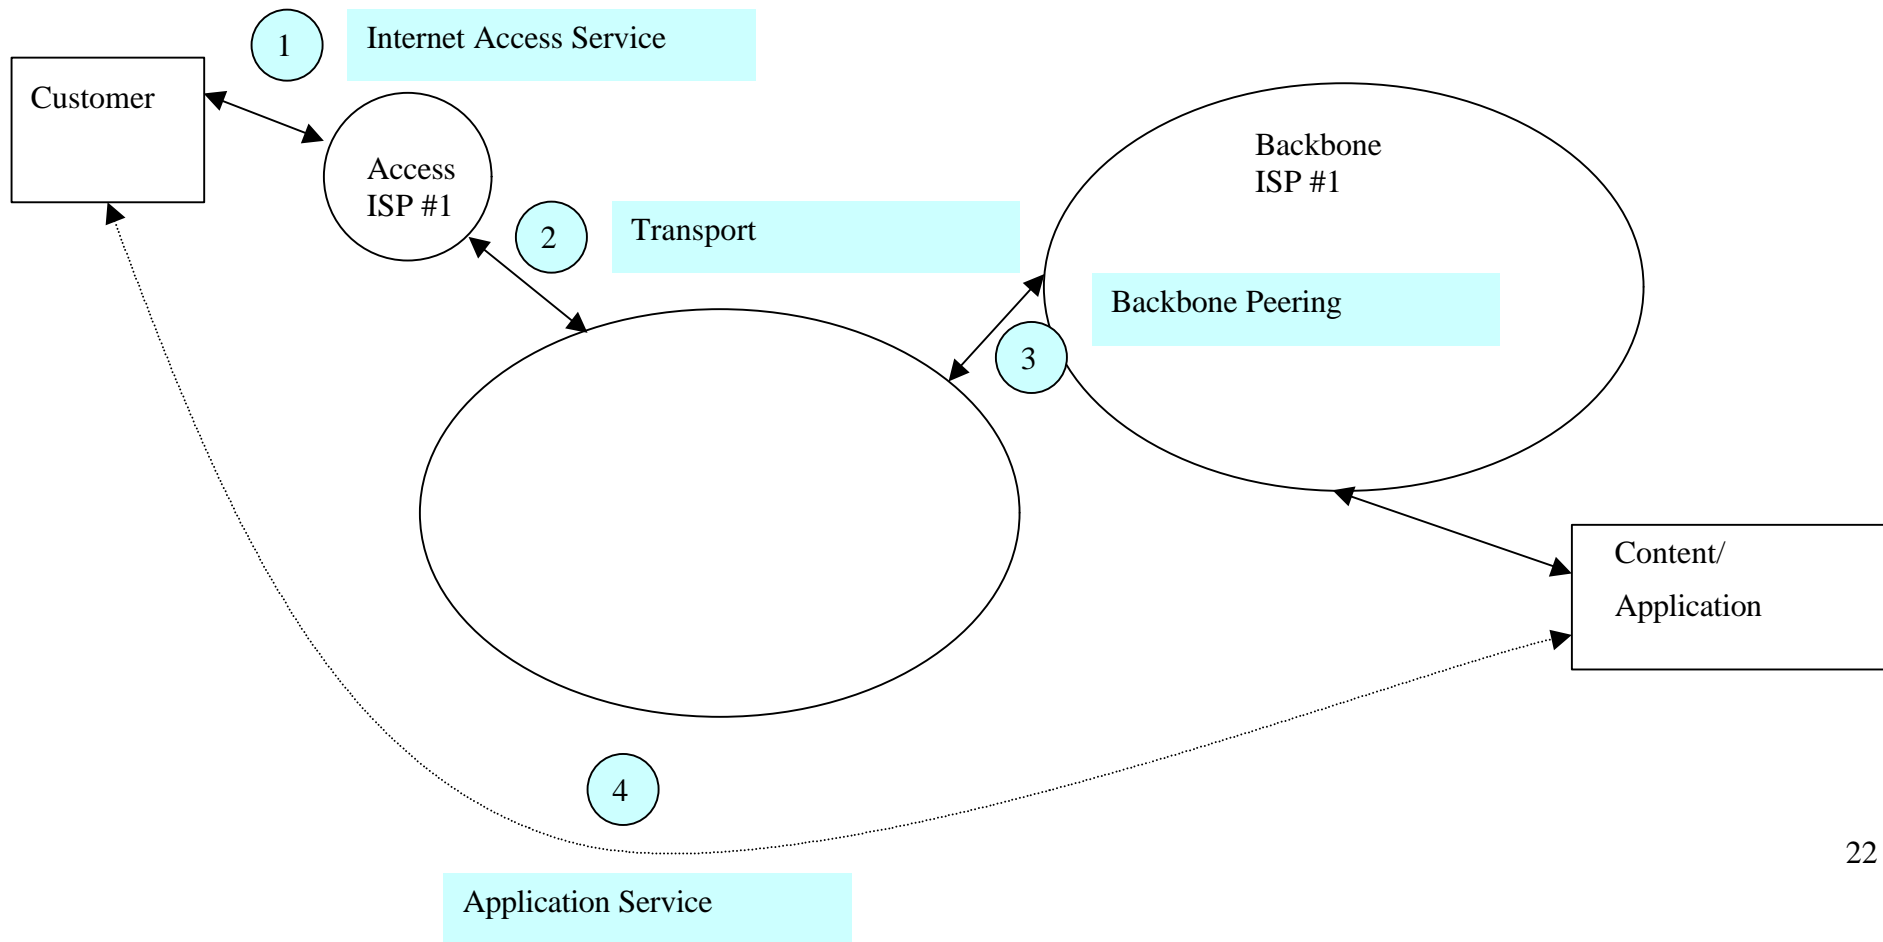 1
Internet Access Service
Customer
Access
ISP #1
2
Transport
Backbone
ISP #1
Backbone Peering
3
Content/
Application
4
22
Application Service